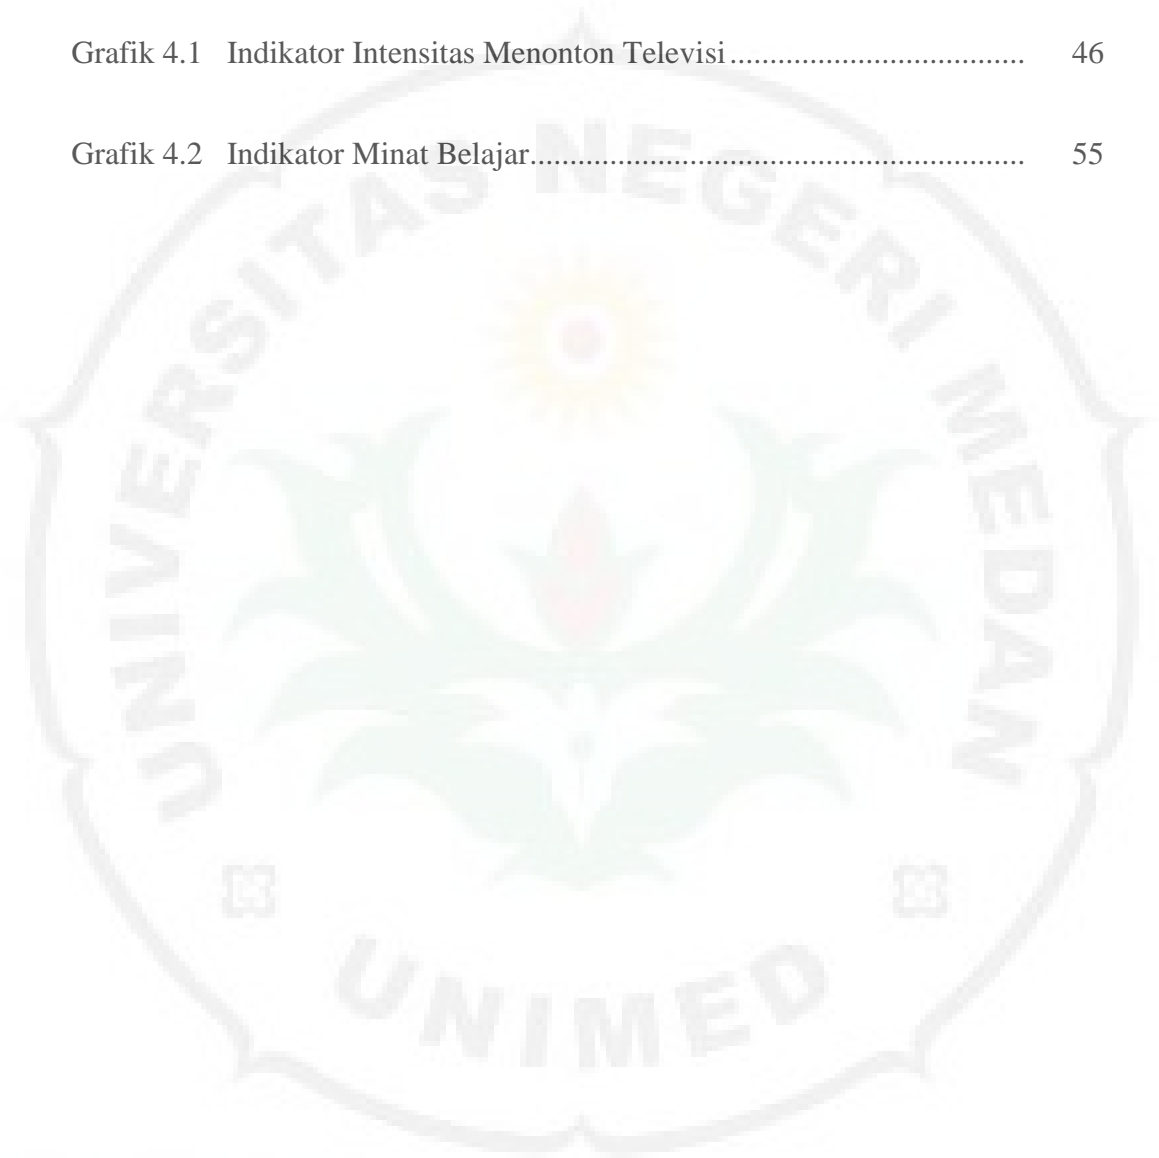 Grafik 4.1 Indikator Intensitas Menonton Televisi..................................... 46
Grafik 4.2 Indikator Minat Belajar.............................................................. 55
UNIVERSITAS NEGERI MEDAN
UNIMED